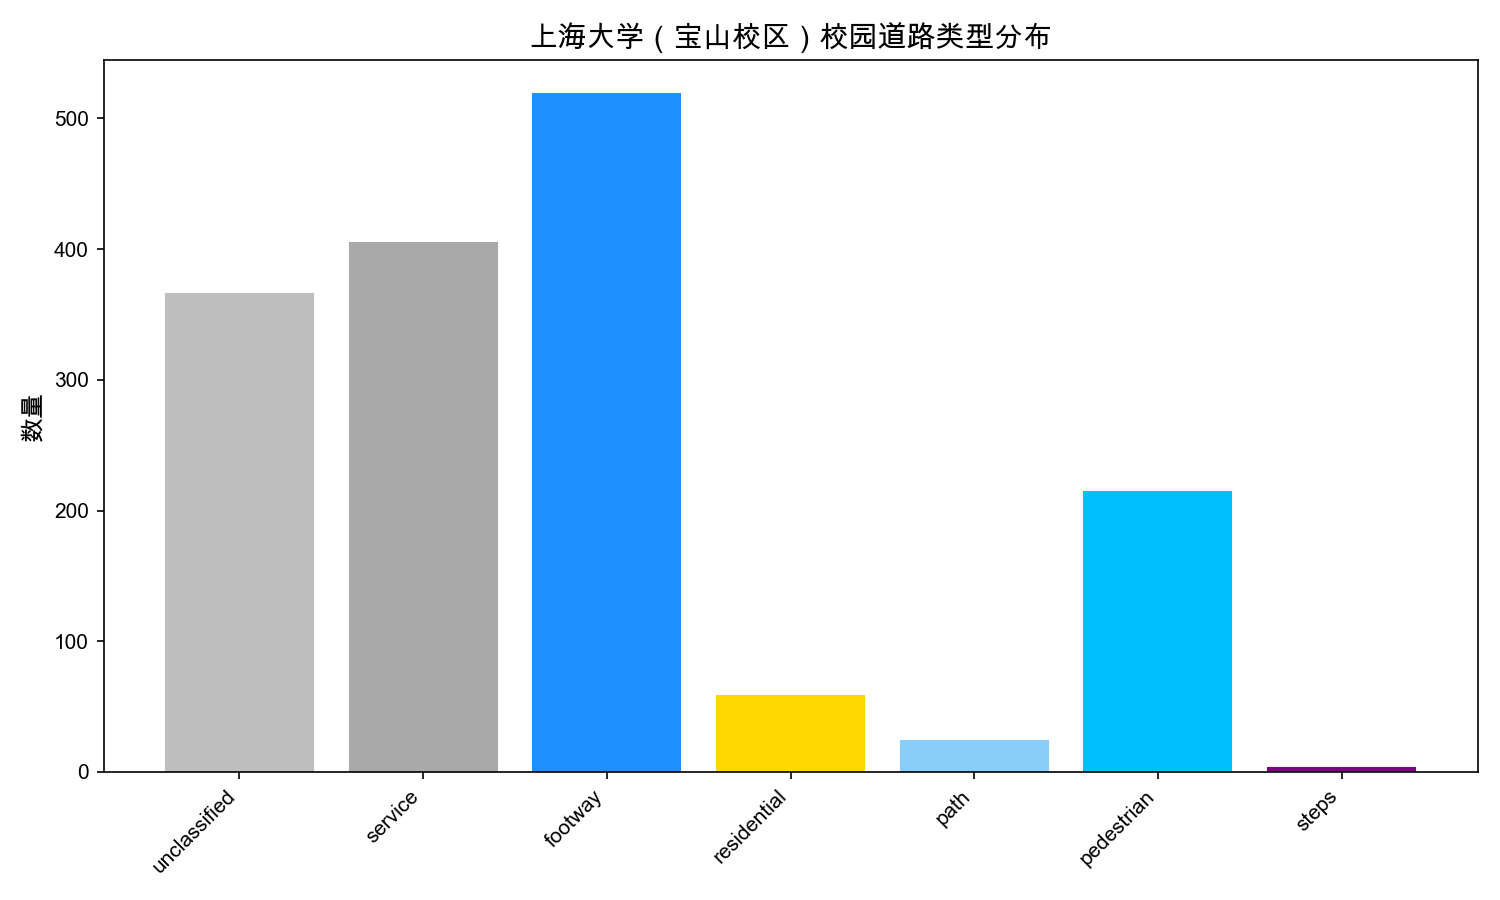 上海大学（宝山校区）校园道路类型分布
数量
500
400
300
200
100
0
unclassified
service
footway
residential
path
pedestrian
steps